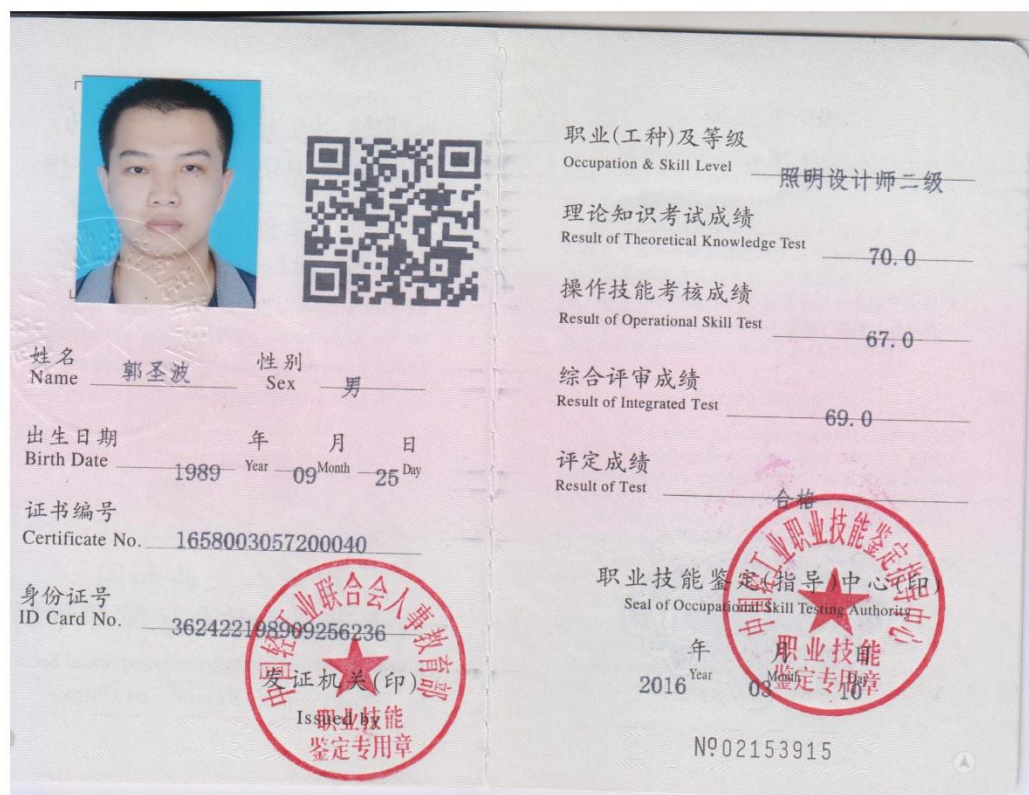 姓名
Name 郭圣波
性别
Sex 男
出生日期 年 月 日
Birth Date 1989 Year 09 Month 25 Day
证书编号
Certificate No. 1658003057200040
身份证号
ID Card No. 362422198909256236
中国轻工业联合会人事教育部
发证机关(印)
Issued by
职业技能
鉴定专用章
职业(工种)及等级
Occupation & Skill Level 照明设计师二级
理论知识考试成绩
Result of Theoretical Knowledge Test 70.0
操作技能考核成绩
Result of Operational Skill Test 67.0
综合评审成绩
Result of Integrated Test 69.0
评定成绩
Result of Test 合格
中国轻工业职业技能鉴定指导中心
职业技能鉴定(指导)中心(印)
Seal of Occupational Skill Testing Authority
职业技能
鉴定专用章
年 月 日
2016 Year 03 Month 10 Day
№02153915